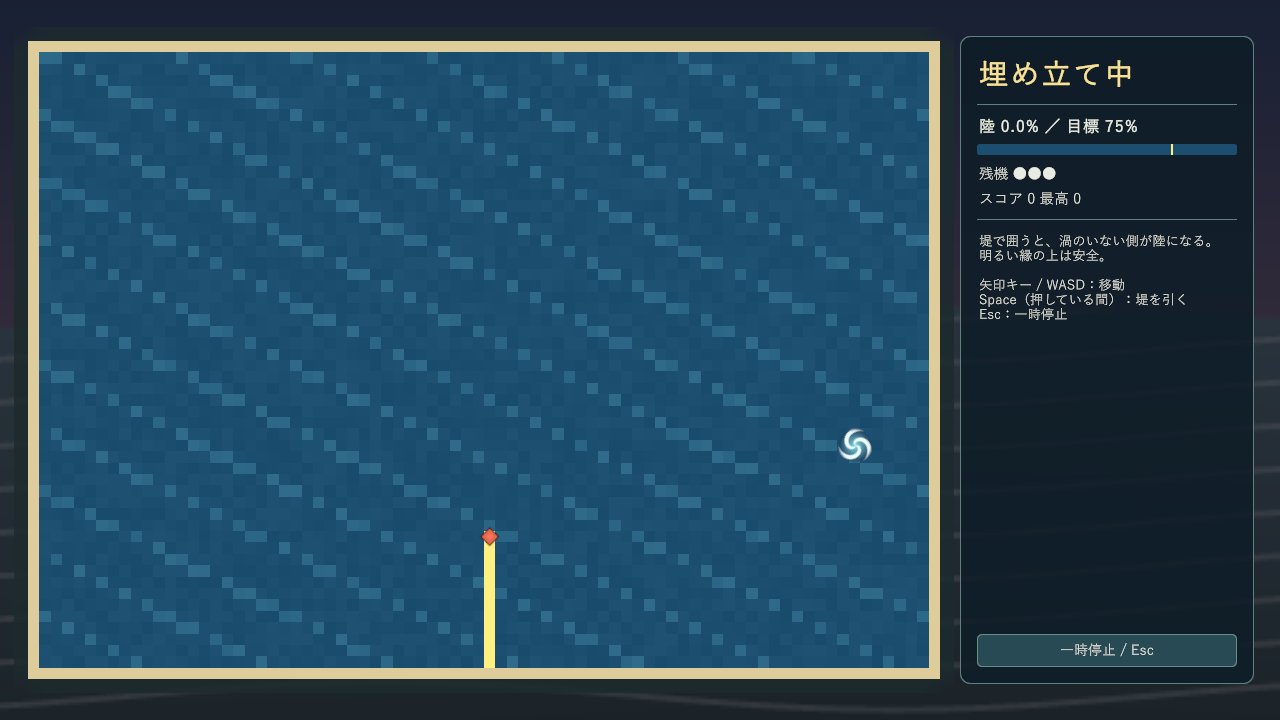 埋め立て中
陸 0.0% ／ 目標 75%
残機 ●●●
スコア 0 最高 0
堤で囲うと、渦のいない側が陸になる。
明るい縁の上は安全。
矢印キー / WASD：移動
Space（押している間）：堤を引く
Esc：一時停止
一時停止 / Esc